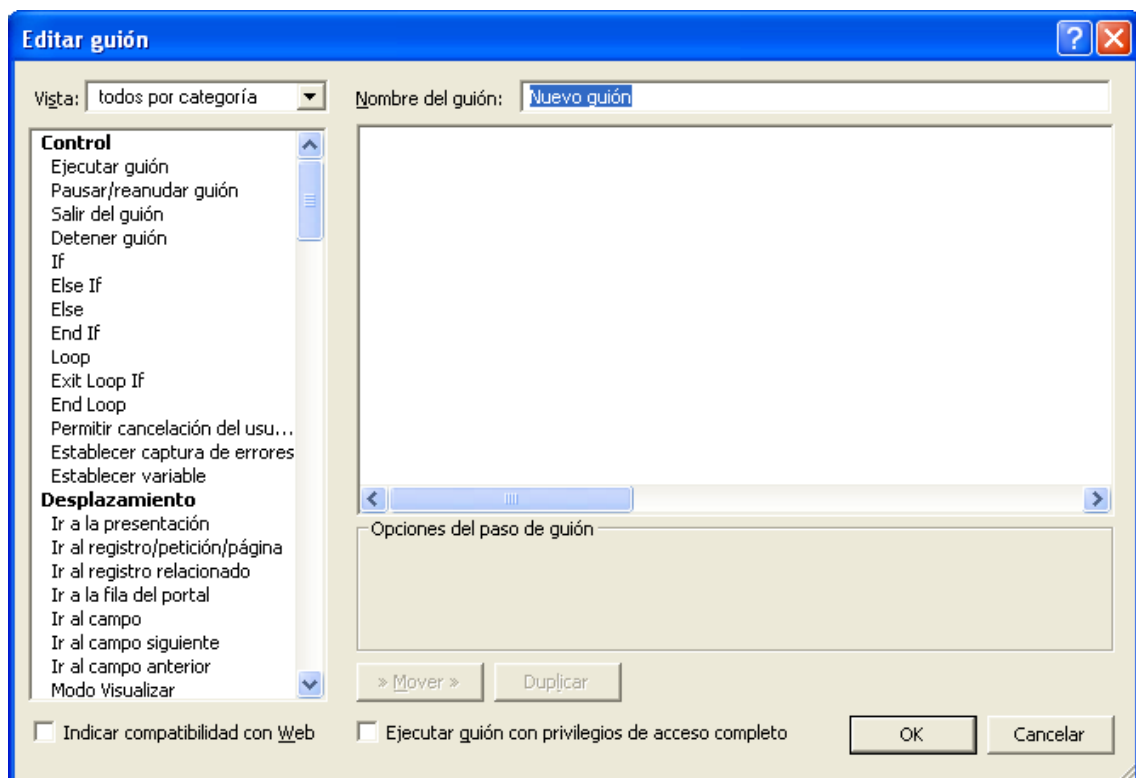 Editar guión
Vista: todos por categoría
Nombre del guión: Nuevo guión
Control
Ejecutar guión
Pausar/reanudar guión
Salir del guión
Detener guión
If
Else If
Else
End If
Loop
Exit Loop If
End Loop
Permitir cancelación del usu...
Establecer captura de errores
Establecer variable
Desplazamiento
Ir a la presentación
Ir al registro/petición/página
Ir al registro relacionado
Ir a la fila del portal
Ir al campo
Ir al campo siguiente
Ir al campo anterior
Modo Visualizar
Opciones del paso de guión
» Mover »
Duplicar
Indicar compatibilidad con Web
Ejecutar guión con privilegios de acceso completo
OK
Cancelar